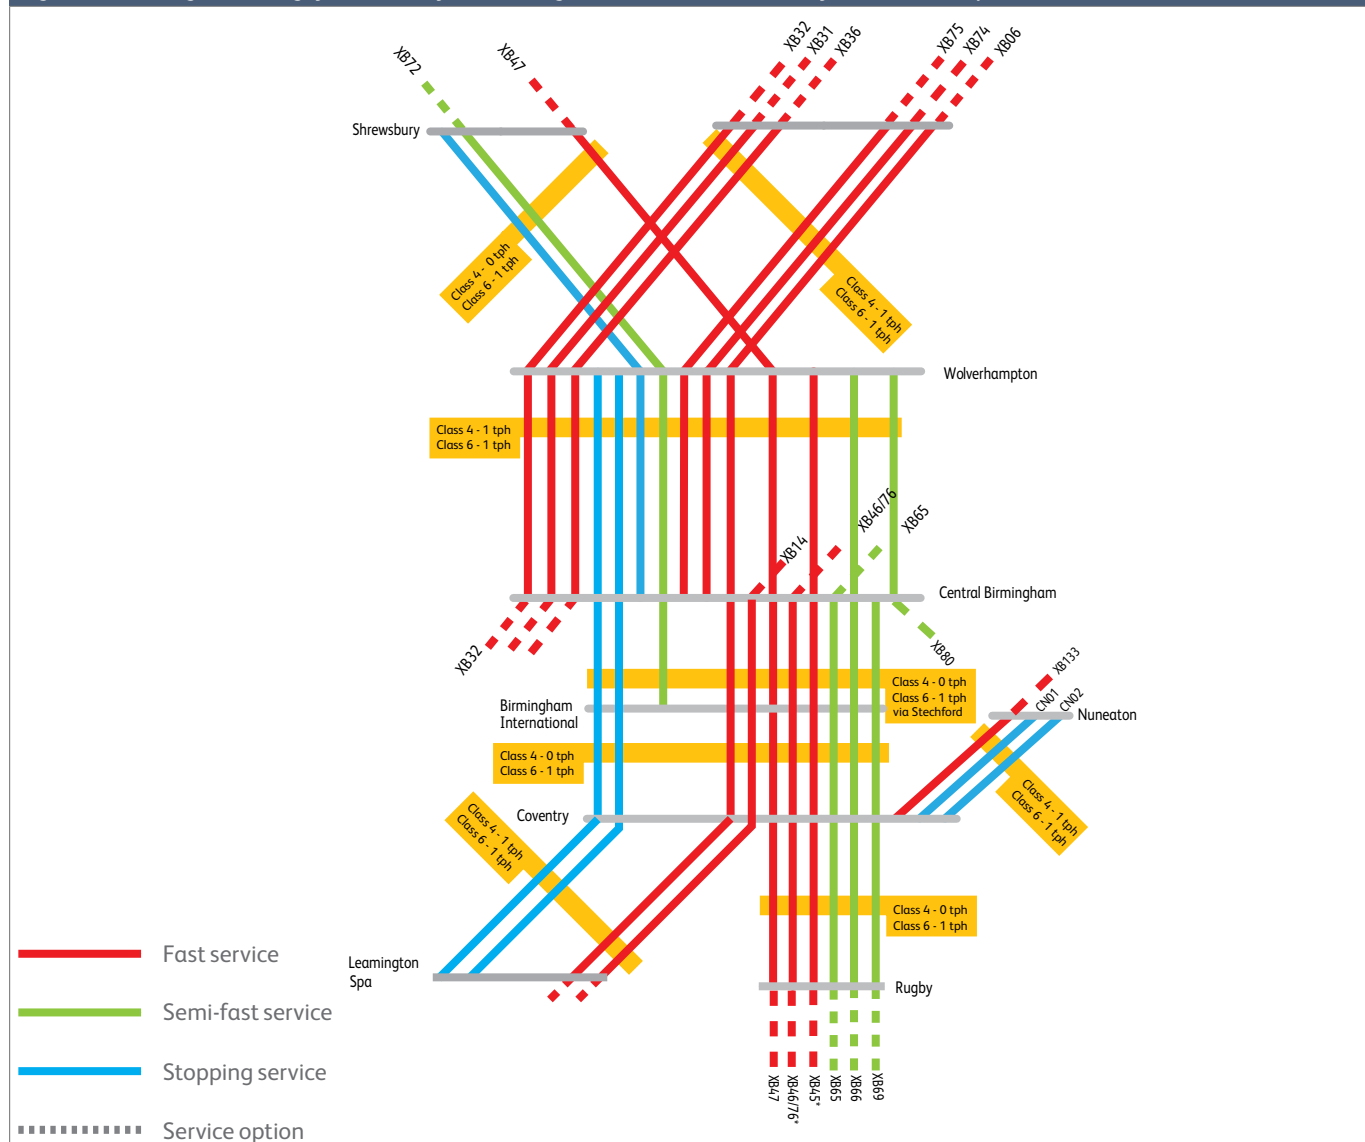 XB72
XB47
XB32
XB31
XB36
XB75
XB74
XB06
Shrewsbury
Class 4 - 0 tph
Class 6 - 1 tph
Class 4 - 1 tph
Class 6 - 1 tph
Wolverhampton
Class 4 - 1 tph
Class 6 - 1 tph
XB14
XB46/76
XB65
Central Birmingham
XB32
XB80
XB133
CN01
CN02
Nuneaton
Class 4 - 0 tph
Class 6 - 1 tph
via Stechford
Birmingham
International
Class 4 - 0 tph
Class 6 - 1 tph
Class 4 - 1 tph
Class 6 - 1 tph
Coventry
Class 4 - 1 tph
Class 6 - 1 tph
Class 4 - 0 tph
Class 6 - 1 tph
Leamington
Spa
Rugby
XB47
XB46/76*
XB45*
XB65
XB66
XB69
Fast service
Semi-fast service
Stopping service
Service option